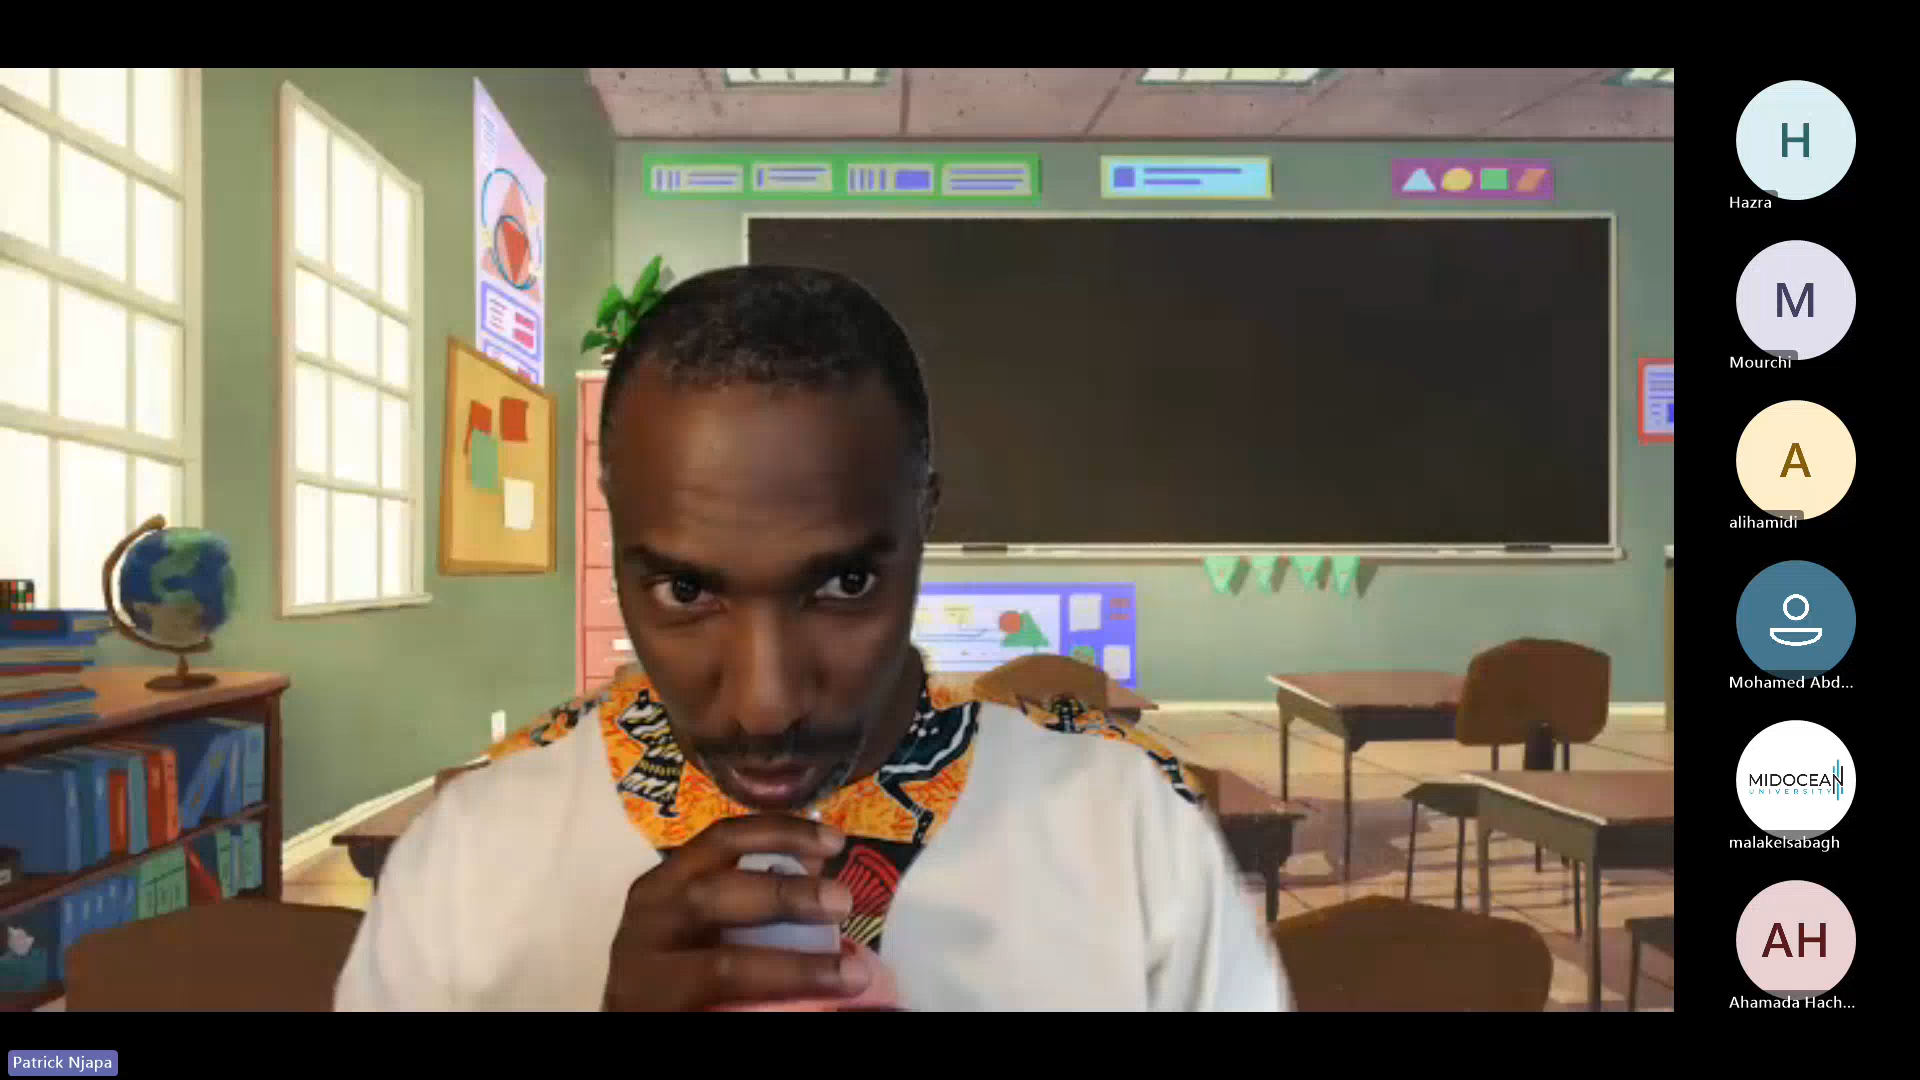 H
Hazra
M
Mourchi
A
alihamidi
Mohamed Abd...
MIDOCEAN
UNIVERSITY
malakelsabagh
AH
Ahamada Hach...
Patrick Njapa